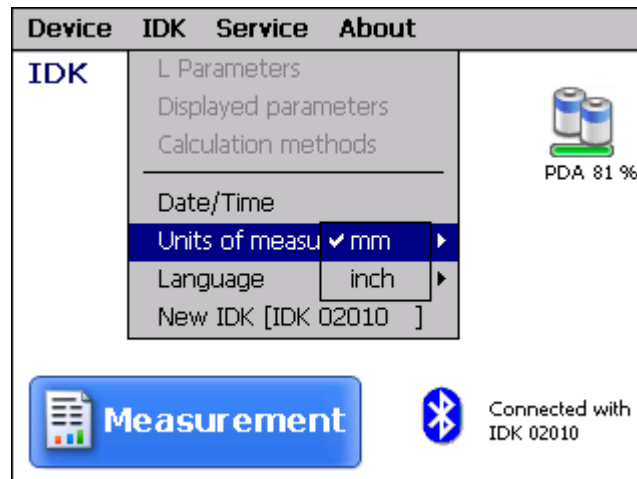 Device IDK Service About
IDK
L Parameters
Displayed parameters
Calculation methods
PDA 81 %
Date/Time
Units of measu mm
Language inch
New IDK [IDK 02010 ]
Measurement
Connected with
IDK 02010